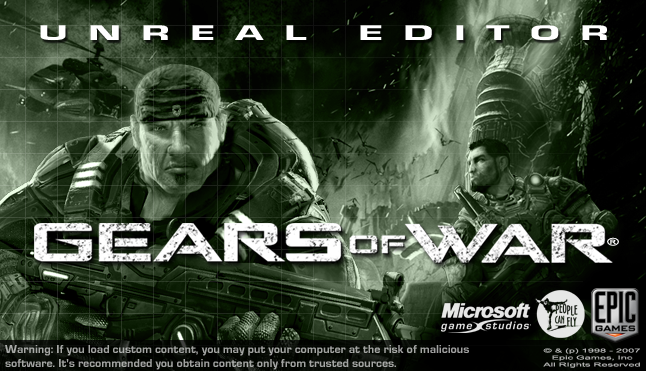 UNREAL EDITOR
GEARS OF WAR®
Microsoft
game studios
PEOPLE
CAN FLY
EPIC
GAMES
Warning: If you load custom content, you may put your computer at the risk of malicious
software. It's recommended you obtain content only from trusted sources.
© & (p) 1998 - 2007
Epic Games, Inc
All Rights Reserved